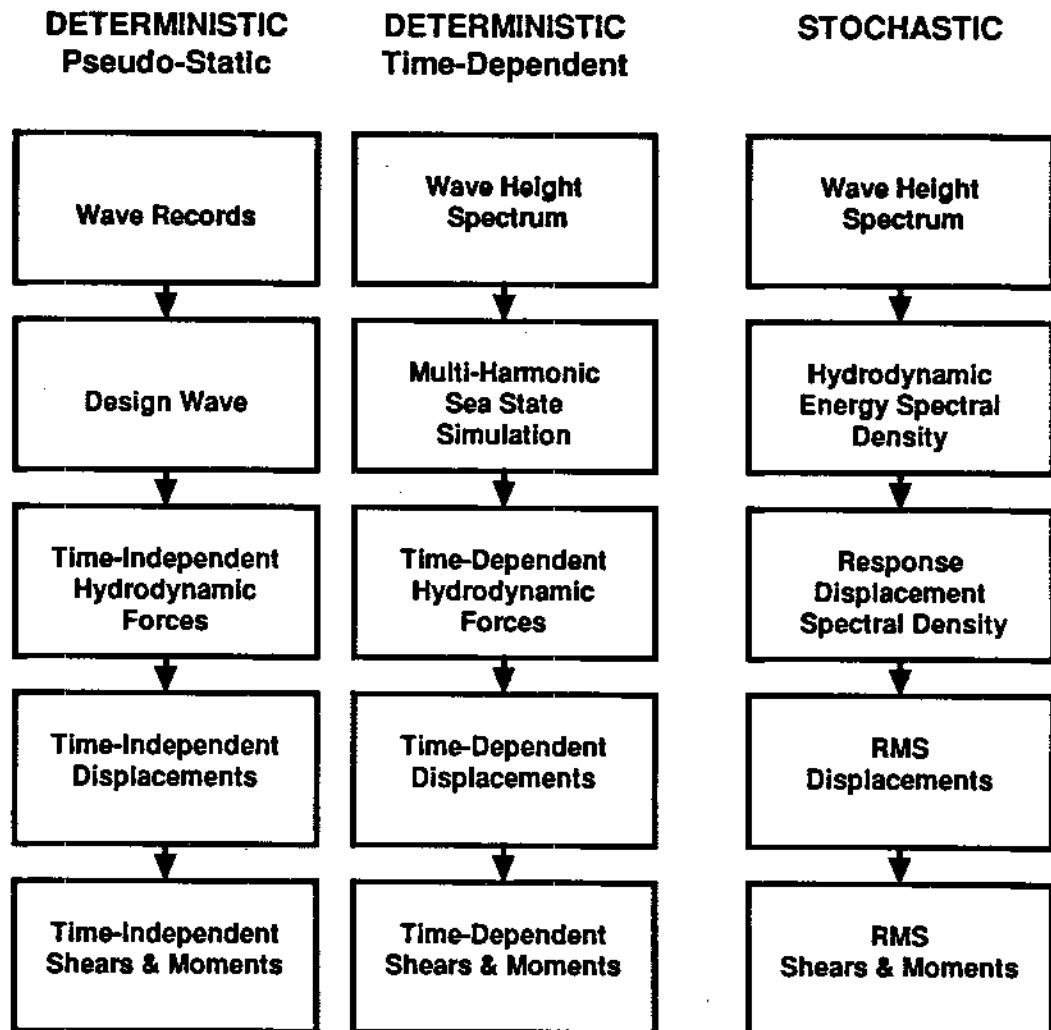 DETERMINISTIC
Pseudo-Static
Wave Records
Design Wave
Time-Independent
Hydrodynamic
Forces
Time-Independent
Displacements
Time-Independent
Shears & Moments
DETERMINISTIC
Time-Dependent
Wave Height
Spectrum
Multi-Harmonic
Sea State
Simulation
Time-Dependent
Hydrodynamic
Forces
Time-Dependent
Displacements
Time-Dependent
Shears & Moments
STOCHASTIC
Wave Height
Spectrum
Hydrodynamic
Energy Spectral
Density
Response
Displacement
Spectral Density
RMS
Displacements
RMS
Shears & Moments